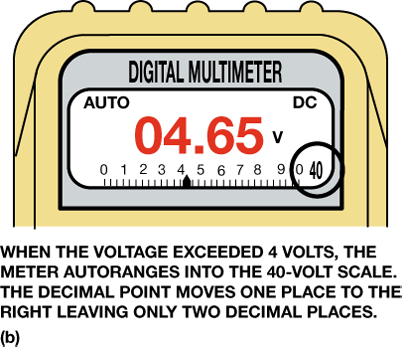 DIGITAL MULTIMETER
AUTO DC
04.65 V
0 1 2 3 4 5 6 7 8 9 0 40
WHEN THE VOLTAGE EXCEEDED 4 VOLTS, THE
METER AUTORANGES INTO THE 40-VOLT SCALE.
THE DECIMAL POINT MOVES ONE PLACE TO THE
RIGHT LEAVING ONLY TWO DECIMAL PLACES.
(b)